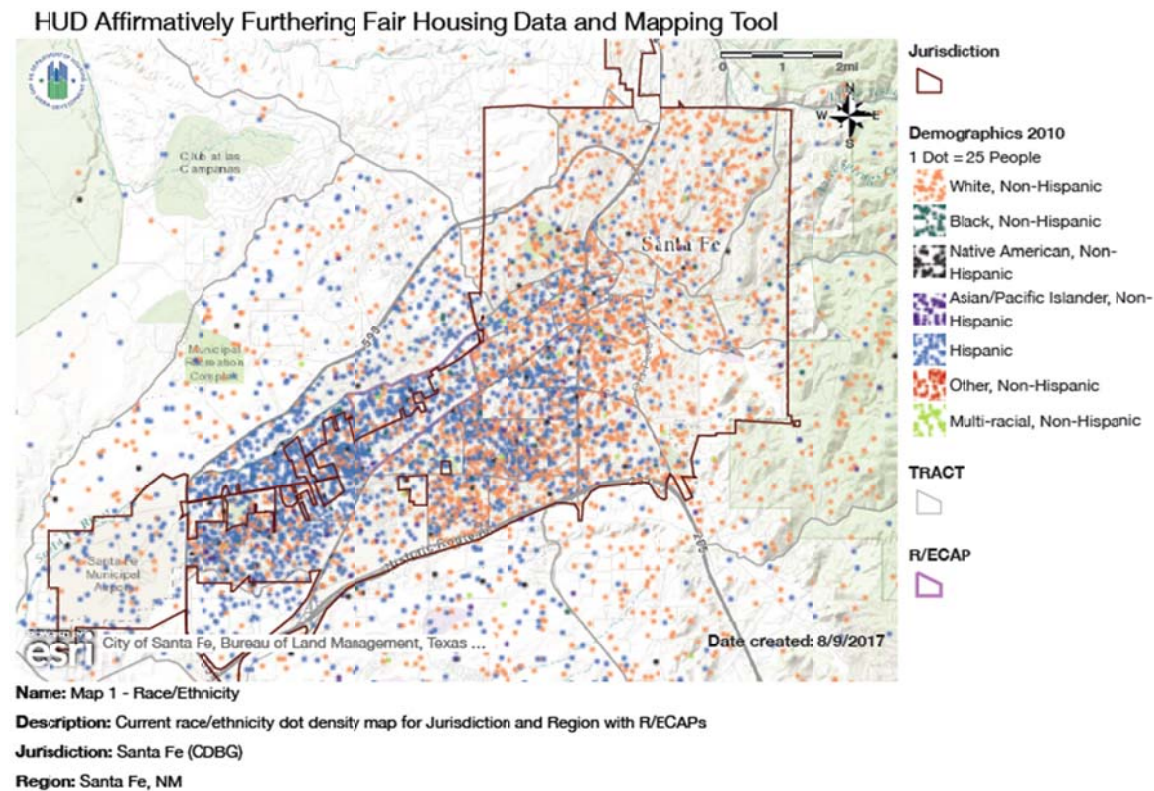 HUD Affirmatively Furthering Fair Housing Data and Mapping Tool
0 1 2mi
N
W E
S
Club at las
Campanas
Santa Fe
599
Municipal
Recreation
Complex
Santa Fe
Municipal
Airport
esri
City of Santa Fe, Bureau of Land Management, Texas ...
Date created: 8/9/2017
Jurisdiction
Demographics 2010
1 Dot = 25 People
White, Non-Hispanic
Black, Non-Hispanic
Native American, Non-
Hispanic
Asian/Pacific Islander, Non-
Hispanic
Hispanic
Other, Non-Hispanic
Multi-racial, Non-Hispanic
TRACT
R/ECAP
Name: Map 1 - Race/Ethnicity
Description: Current race/ethnicity dot density map for Jurisdiction and Region with R/ECAPs
Jurisdiction: Santa Fe (CDBG)
Region: Santa Fe, NM